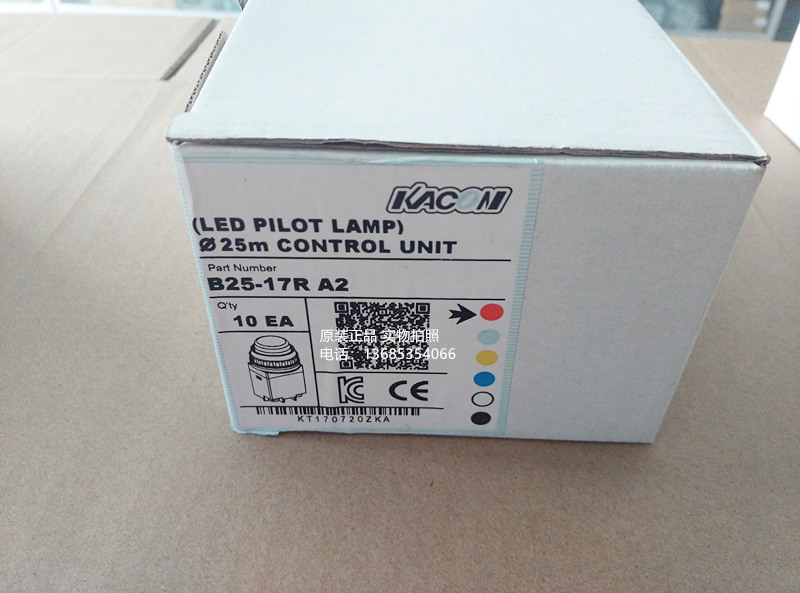 KACON
(LED PILOT LAMP)
Ø25m CONTROL UNIT
Part Number
B25-17R A2
Q'ty
10 EA
原装正品 实物拍照
电话：13685354066
CE
KT170720ZKA